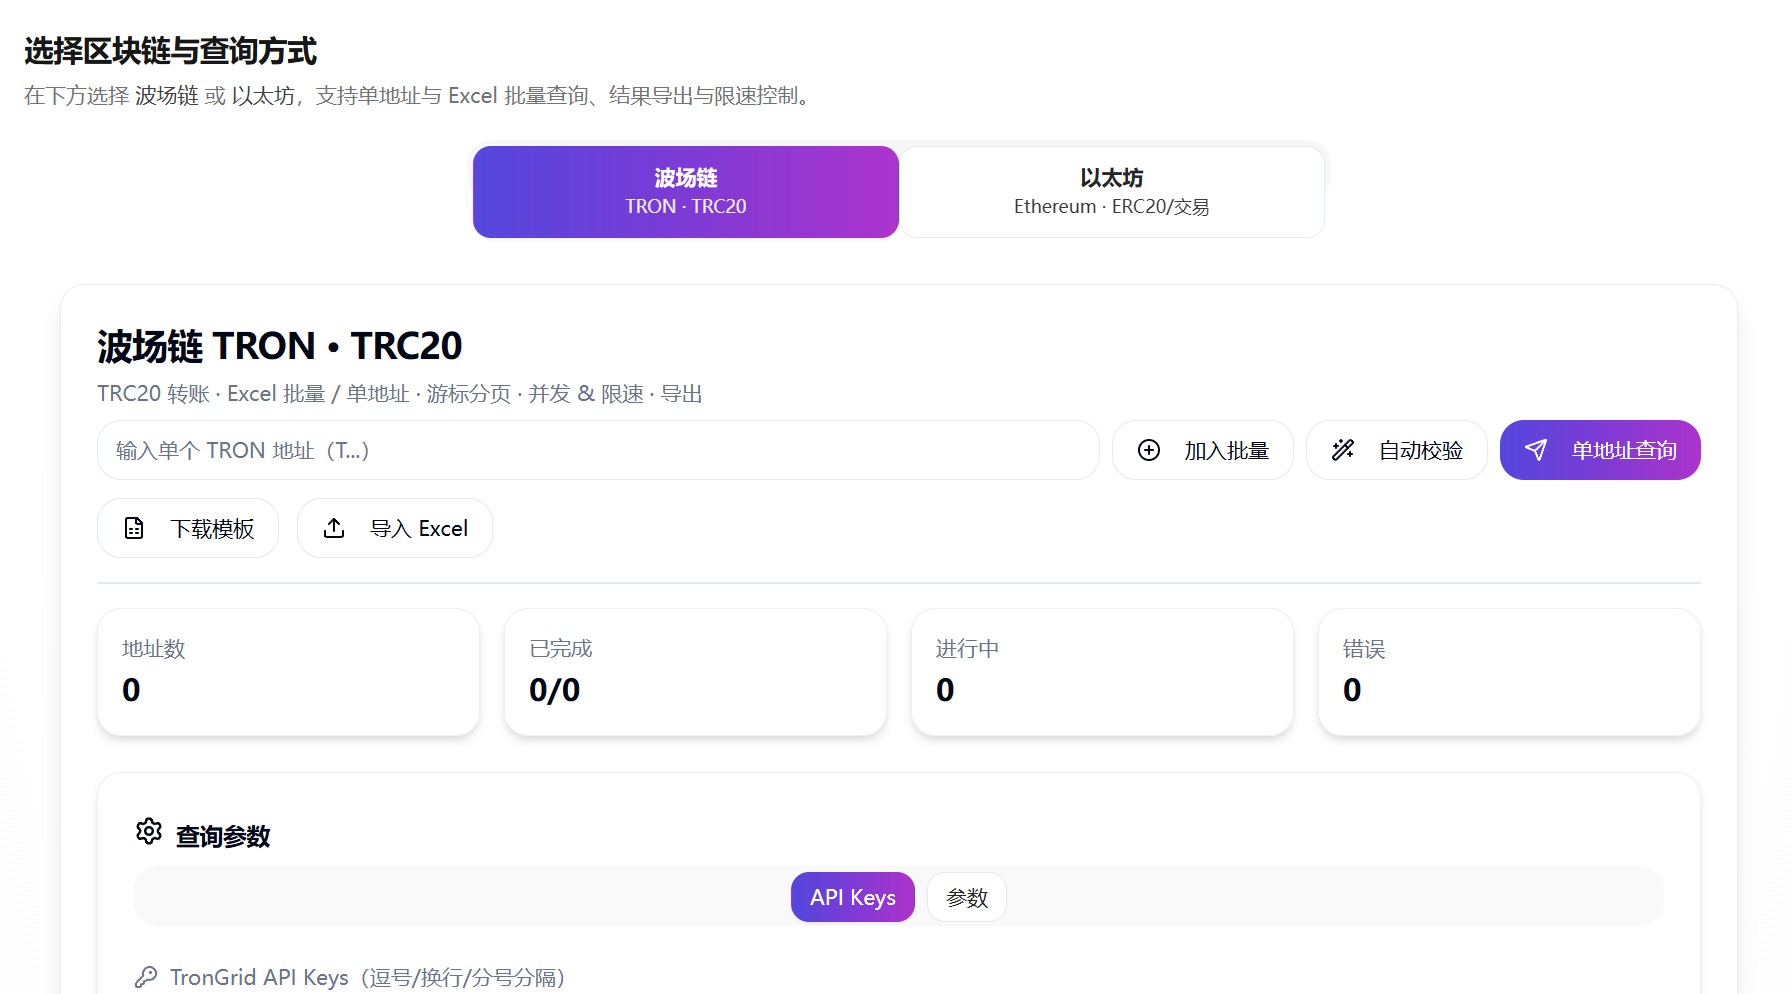 选择区块链与查询方式
在下方选择 波场链 或 以太坊，支持单地址与 Excel 批量查询、结果导出与限速控制。
波场链
TRON · TRC20
以太坊
Ethereum · ERC20/交易
波场链 TRON • TRC20
TRC20 转账 · Excel 批量 / 单地址 · 游标分页 · 并发 & 限速 · 导出
输入单个 TRON 地址（T...）
加入批量
自动校验
单地址查询
下载模板
导入 Excel
地址数
0
已完成
0/0
进行中
0
错误
0
查询参数
API Keys
参数
TronGrid API Keys（逗号/换行/分号分隔）